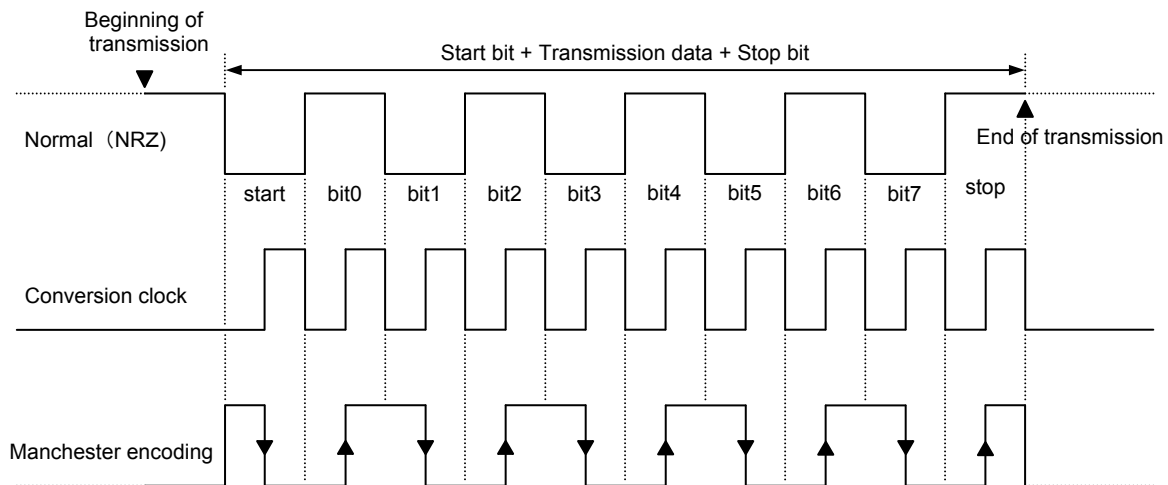 Beginning of
transmission
Start bit + Transmission data + Stop bit
Normal（NRZ)
End of transmission
start
bit0
bit1
bit2
bit3
bit4
bit5
bit6
bit7
stop
Conversion clock
Manchester encoding